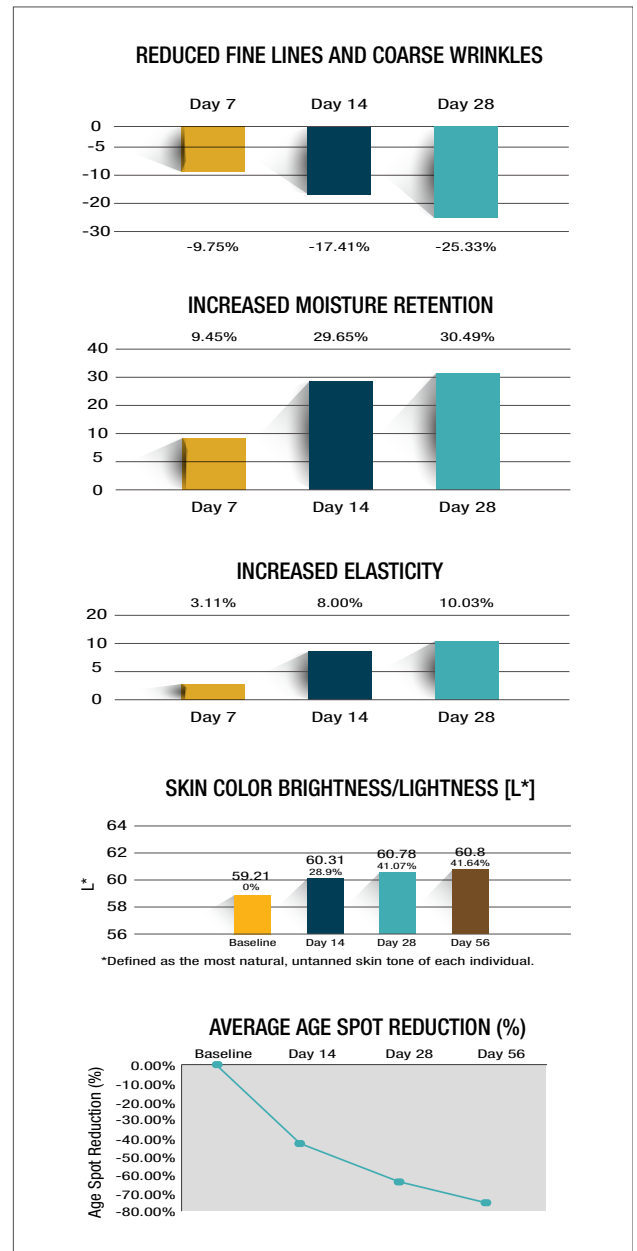 REDUCED FINE LINES AND COARSE WRINKLES
Day 7 Day 14 Day 28
0
-5
-10
-20
-30
-9.75% -17.41% -25.33%
INCREASED MOISTURE RETENTION
9.45% 29.65% 30.49%
40
30
20
10
5
0
Day 7 Day 14 Day 28
INCREASED ELASTICITY
3.11% 8.00% 10.03%
20
10
5
0
Day 7 Day 14 Day 28
SKIN COLOR BRIGHTNESS/LIGHTNESS [L*]
L*
64
62
60
58
56
59.21 60.31 60.78 60.8
0% 28.9% 41.07% 41.64%
Baseline Day 14 Day 28 Day 56
*Defined as the most natural, untanned skin tone of each individual.
AVERAGE AGE SPOT REDUCTION (%)
Baseline Day 14 Day 28 Day 56
Age Spot Reduction (%)
0.00%
-10.00%
-20.00%
-30.00%
-40.00%
-50.00%
-60.00%
-70.00%
-80.00%